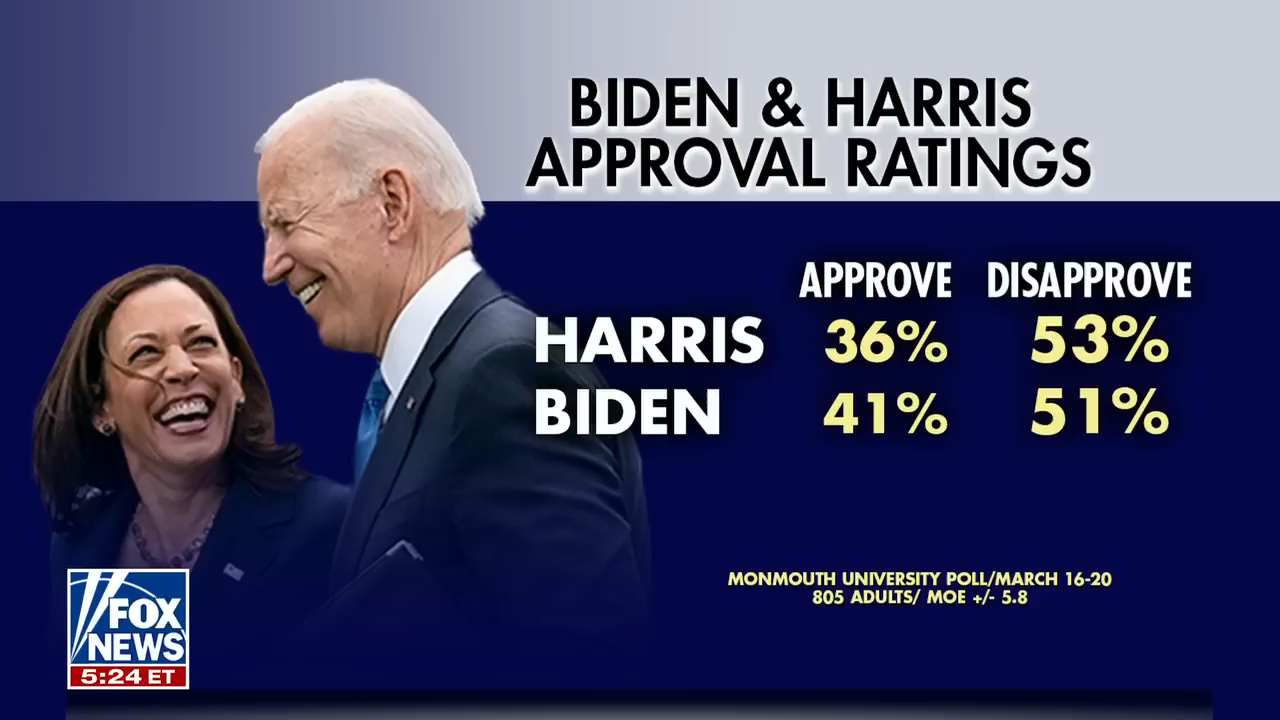 BIDEN & HARRIS
APPROVAL RATINGS
APPROVE DISAPPROVE
HARRIS 36% 53%
BIDEN 41% 51%
MONMOUTH UNIVERSITY POLL/MARCH 16-20
805 ADULTS/ MOE +/- 5.8
FOX
NEWS
5:24 ET